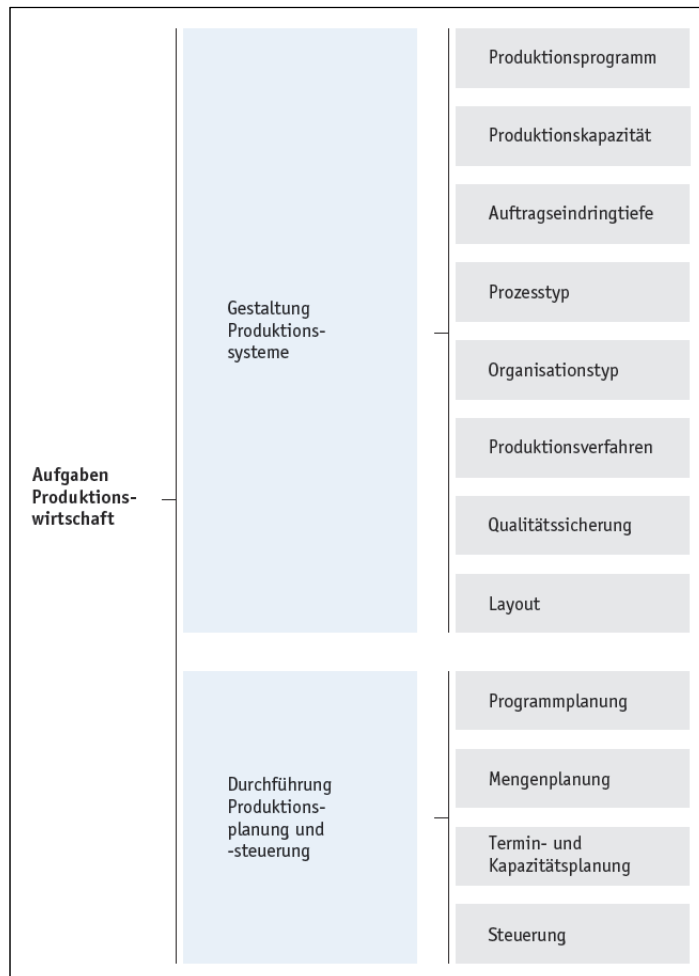 Aufgaben
Produktions-
wirtschaft
Gestaltung
Produktions-
systeme
Produktionsprogramm
Produktionskapazität
Auftragseindringtiefe
Prozesstyp
Organisationstyp
Produktionsverfahren
Qualitätssicherung
Layout
Durchführung
Produktions-
planung und
-steuerung
Programmplanung
Mengenplanung
Termin- und
Kapazitätsplanung
Steuerung